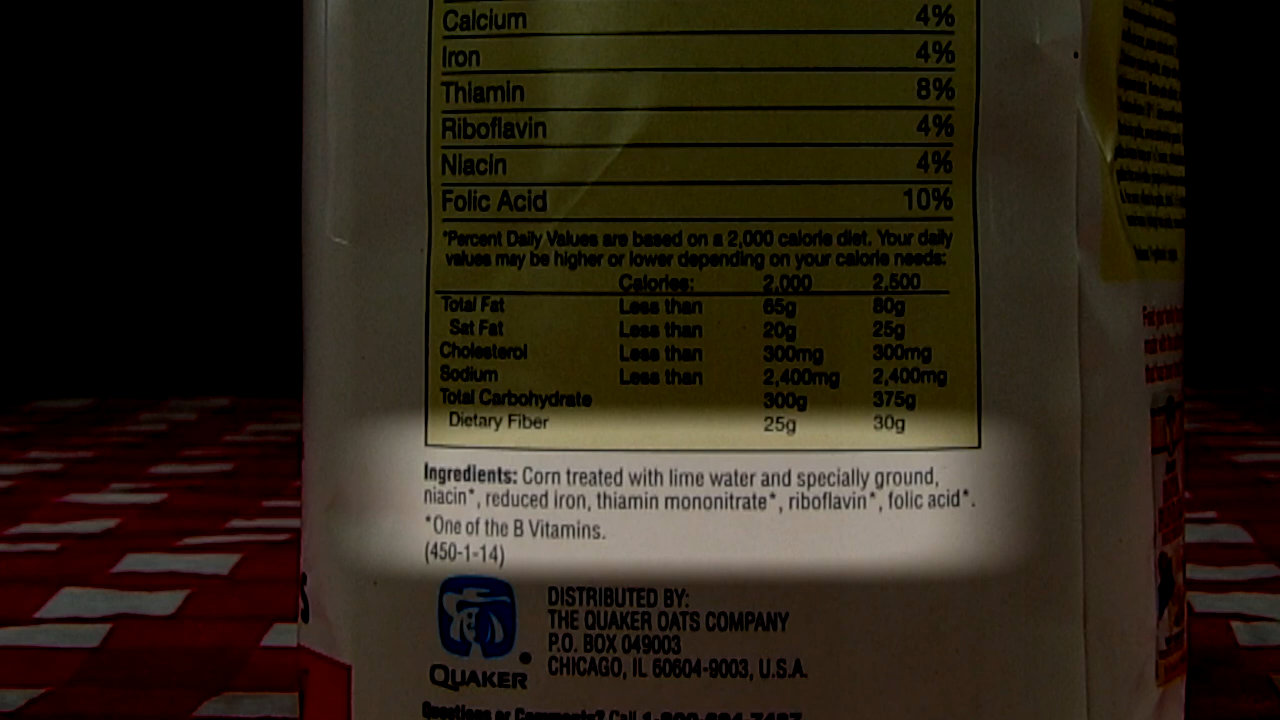 Calcium 4%
Iron 4%
Thiamin 8%
Riboflavin 4%
Niacin 4%
Folic Acid 10%
*Percent Daily Values are based on a 2,000 calorie diet. Your daily
values may be higher or lower depending on your calorie needs:
Calories: 2,000 2,500
Total Fat Less than 65g 80g
Sat Fat Less than 20g 25g
Cholesterol Less than 300mg 300mg
Sodium Less than 2,400mg 2,400mg
Total Carbohydrate 300g 375g
Dietary Fiber 25g 30g
Ingredients: Corn treated with lime water and specially ground,
niacin*, reduced iron, thiamin mononitrate*, riboflavin*, folic acid*.
*One of the B Vitamins.
(450-1-14)
DISTRIBUTED BY:
THE QUAKER OATS COMPANY
P.O. BOX 049003
CHICAGO, IL 60604-9003, U.S.A.
QUAKER
Questions or Comments? Call